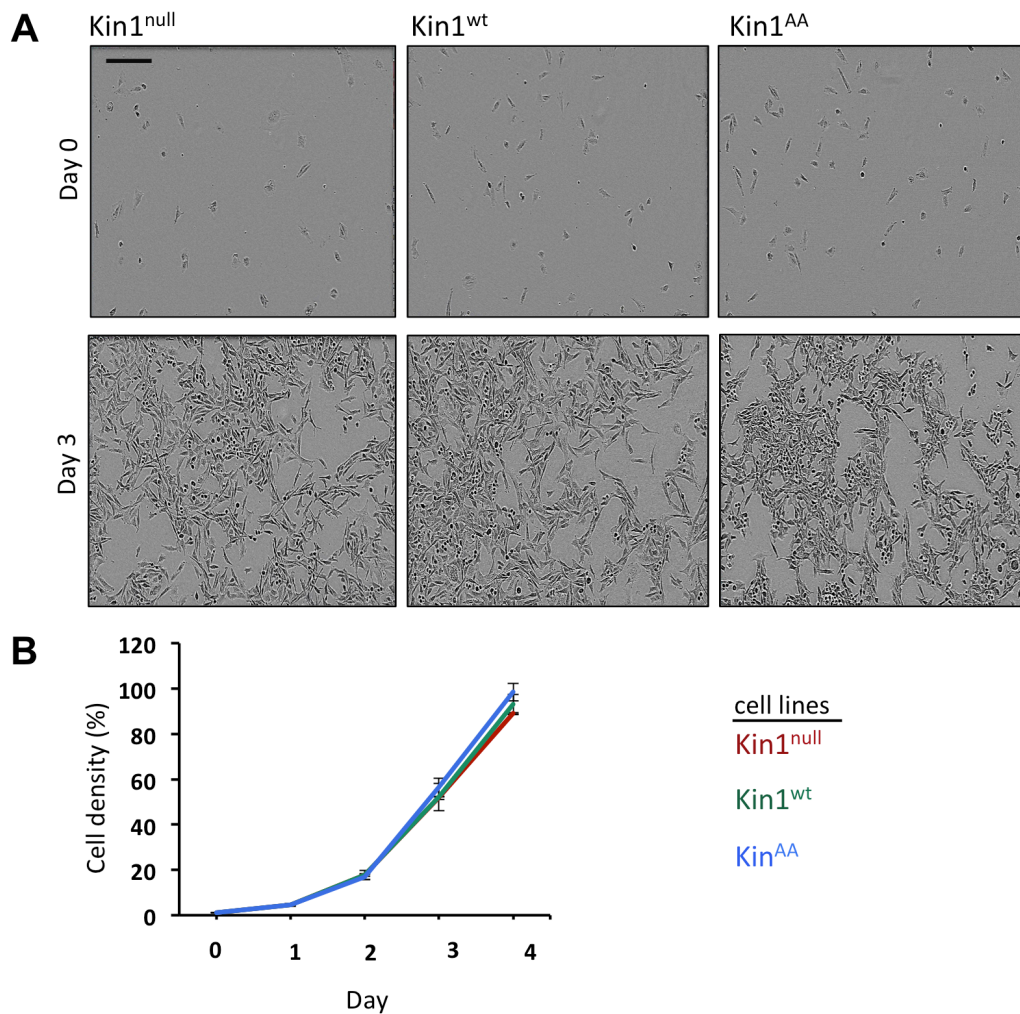 A
Kin1null
Kin1wt
Kin1AA
Day 0
Day 3
B
120
100
80
60
40
20
0
Cell density (%)
0 1 2 3 4
Day
cell lines
Kin1null
Kin1wt
KinAA